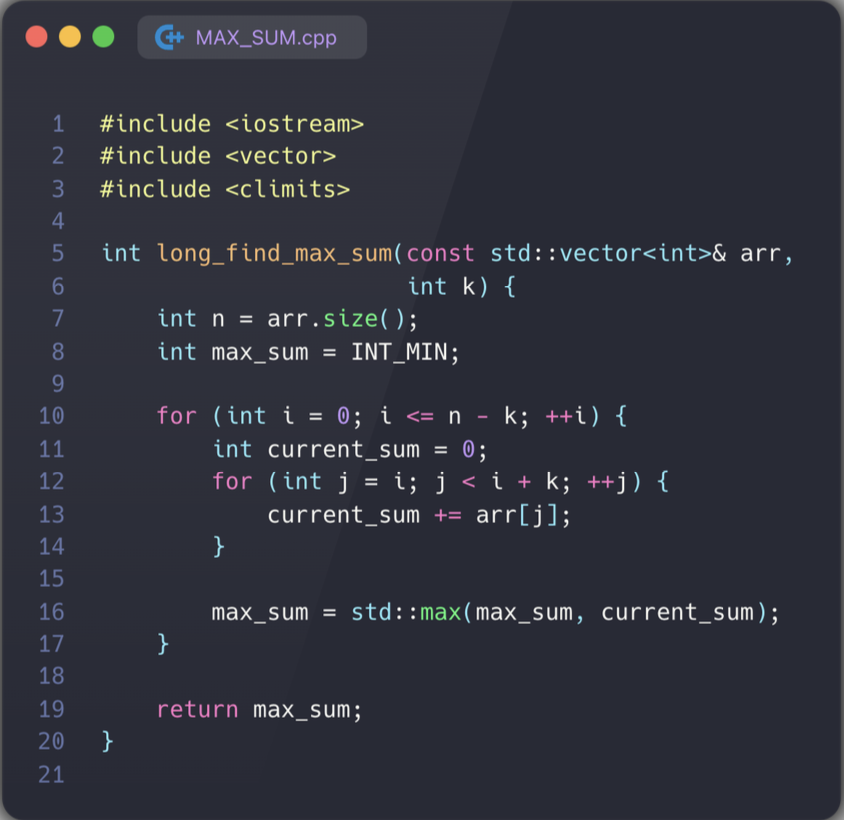 MAX_SUM.cpp
1 #include <iostream>
2 #include <vector>
3 #include <climits>
4
5 int long_find_max_sum(const std::vector<int>& arr,
6                       int k) {
7     int n = arr.size();
8     int max_sum = INT_MIN;
9
10     for (int i = 0; i <= n - k; ++i) {
11         int current_sum = 0;
12         for (int j = i; j < i + k; ++j) {
13             current_sum += arr[j];
14         }
15
16         max_sum = std::max(max_sum, current_sum);
17     }
18
19     return max_sum;
20 }
21